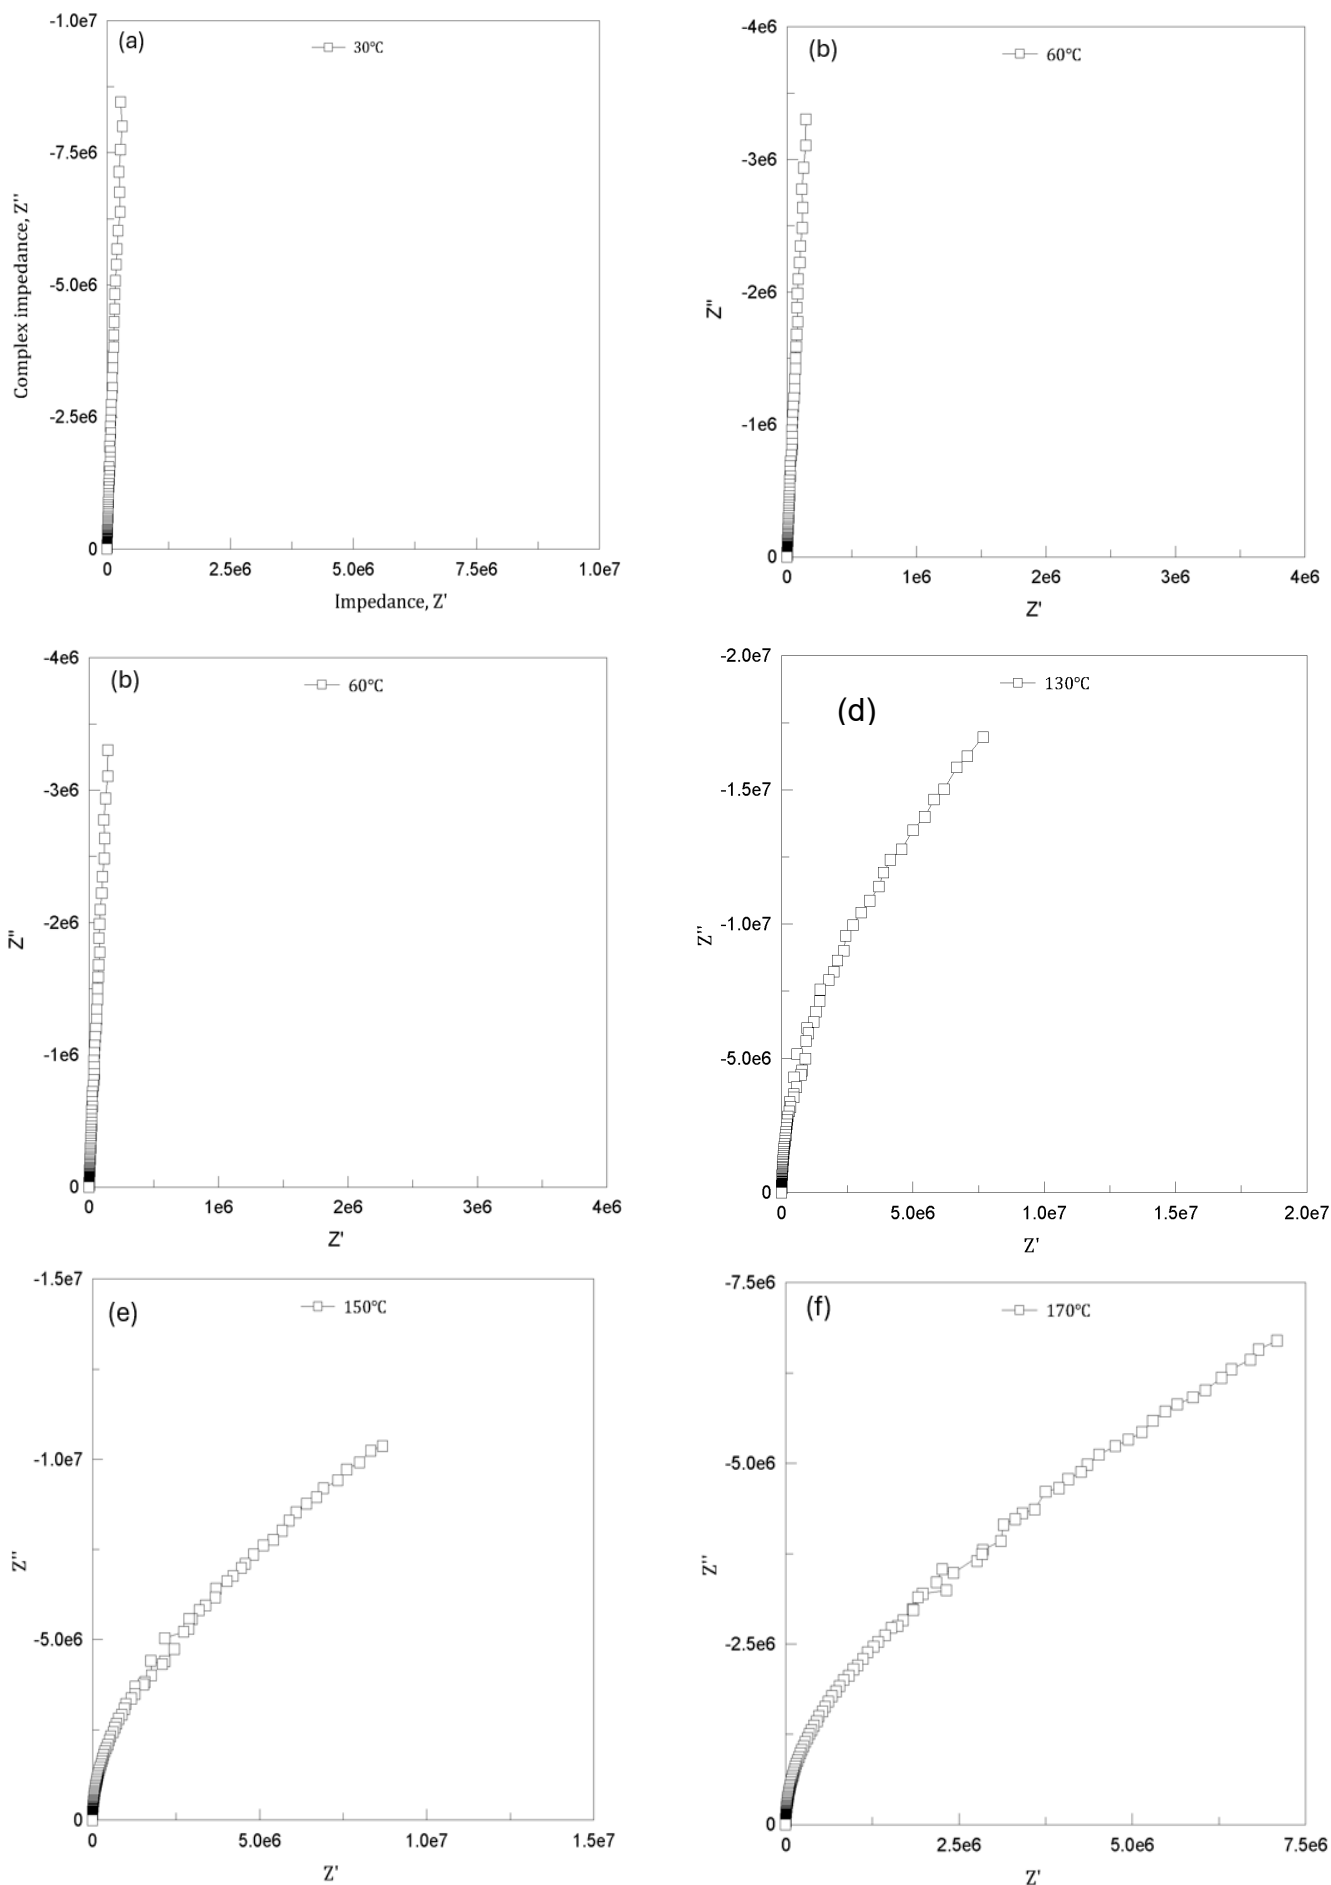 (a)
30°C
-1.0e7
-7.5e6
-5.0e6
-2.5e6
0
Complex impedance, Z''
0 2.5e6 5.0e6 7.5e6 1.0e7
Impedance, Z'
(b)
60°C
-4e6
-3e6
-2e6
-1e6
0
Z''
0 1e6 2e6 3e6 4e6
Z'
(b)
60°C
-4e6
-3e6
-2e6
-1e6
0
Z''
0 1e6 2e6 3e6 4e6
Z'
(d)
130°C
-2.0e7
-1.5e7
-1.0e7
-5.0e6
0
Z''
0 5.0e6 1.0e7 1.5e7 2.0e7
Z'
(e)
150°C
-1.5e7
-1.0e7
-5.0e6
0
Z''
0 5.0e6 1.0e7 1.5e7
Z'
(f)
170°C
-7.5e6
-5.0e6
-2.5e6
0
Z''
0 2.5e6 5.0e6 7.5e6
Z'